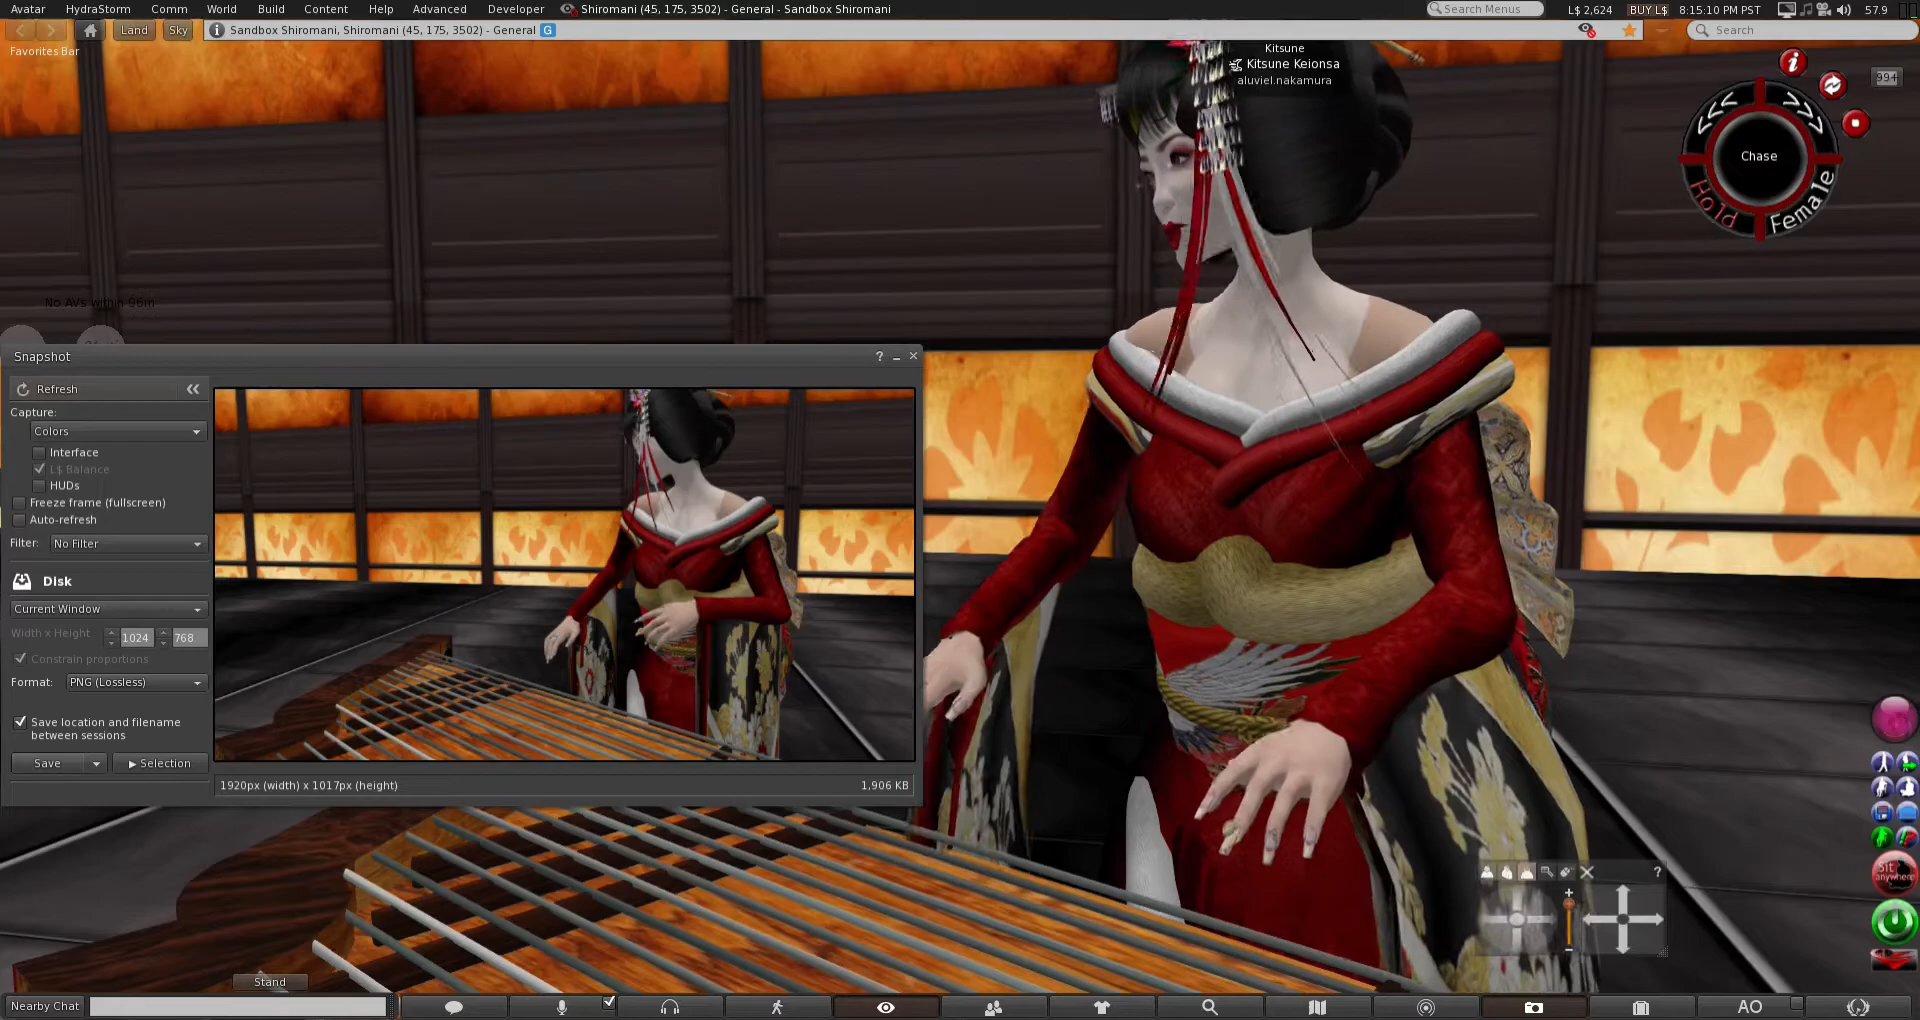 Avatar HydraStorm Comm World Build Content Help Advanced Developer Shiromani (45, 175, 3502) - General - Sandbox Shiromani Search Menus L$ 2,624 BUY L$ 8:15:10 PM PST 57.9
Land Sky Sandbox Shiromani, Shiromani (45, 175, 3502) - General G Search
Favorites Bar
Kitsune
Kitsune Keionsa
aluviel.nakamura
99+
Chase
Hold
Female
No AVs within 96m
Snapshot ?
Refresh
Capture:
Colors
Interface
L$ Balance
HUDs
Freeze frame (fullscreen)
Auto-refresh
Filter: No Filter
Disk
Current Window
Width x Height 1024 768
Constrain proportions
Format: PNG (Lossless)
Save location and filename
between sessions
Save Selection
1920px (width) x 1017px (height) 1,906 KB
?
+
-
Sit
anywhere
Stand
Nearby Chat AO